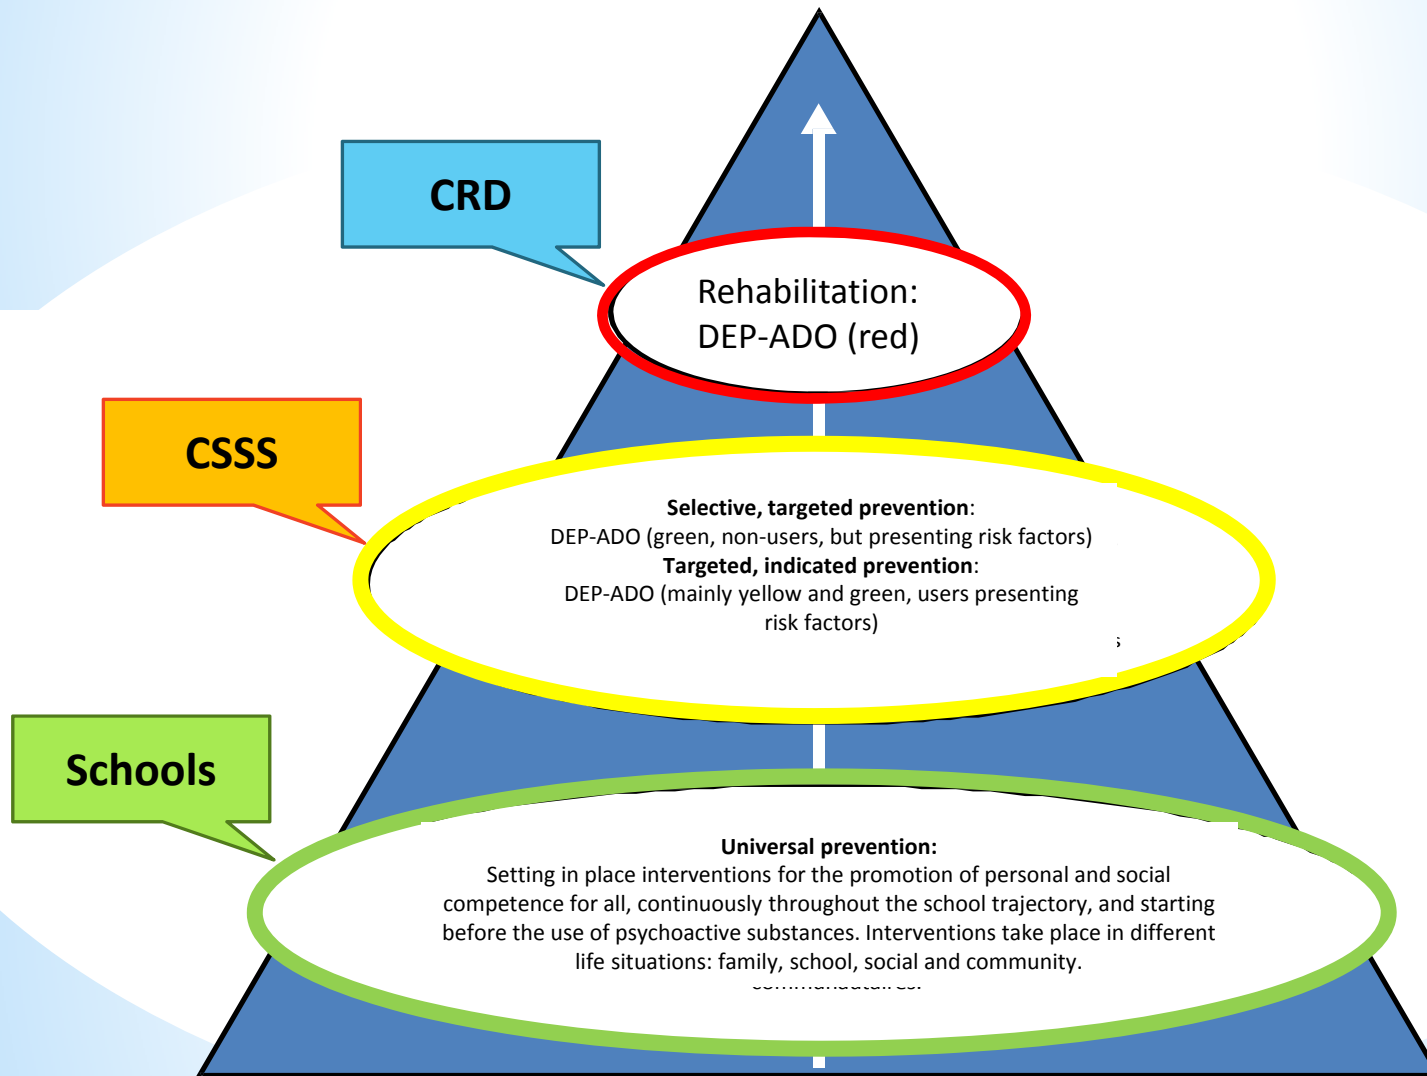 CRD
Rehabilitation:
DEP-ADO (red)
CSSS
Selective, targeted prevention:
DEP-ADO (green, non-users, but presenting risk factors)
Targeted, indicated prevention:
DEP-ADO (mainly yellow and green, users presenting
risk factors)
Schools
Universal prevention:
Setting in place interventions for the promotion of personal and social
competence for all, continuously throughout the school trajectory, and starting
before the use of psychoactive substances. Interventions take place in different
life situations: family, school, social and community.